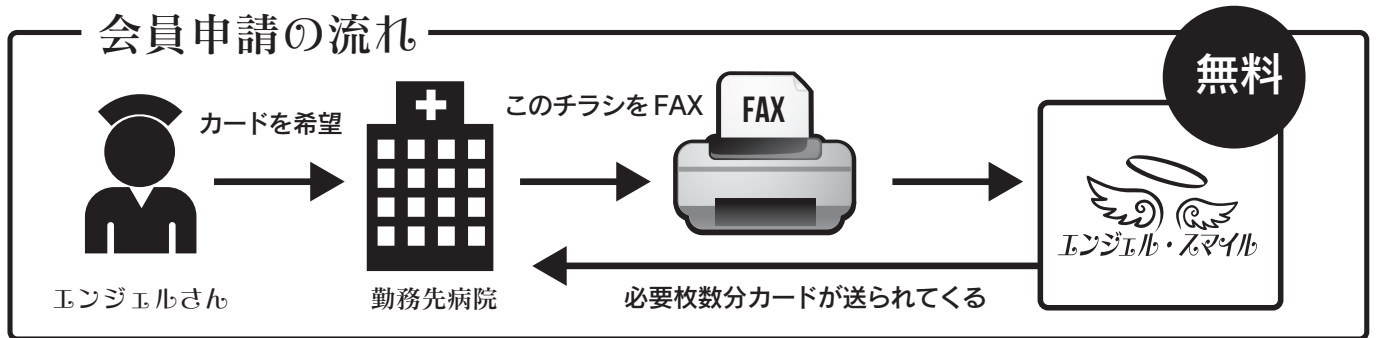 会員申請の流れ
無料
カードを希望
このチラシをFAX
FAX
エンジェル・スマイル
エンジェルさん
勤務先病院
必要枚数分カードが送られてくる